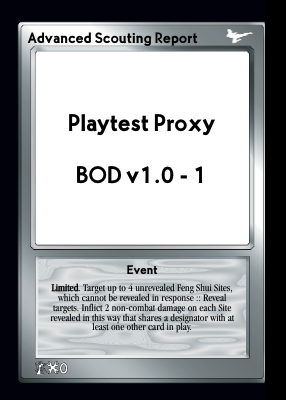 Advanced Scouting Report
Playtest Proxy
BOD v1.0 - 1
Event
Limited. Target up to 4 unrevealed Feng Shui Sites,
which cannot be revealed in response :: Reveal
targets. Inflict 2 non-combat damage on each Site
revealed in this way that shares a designator with at
least one other card in play.
0